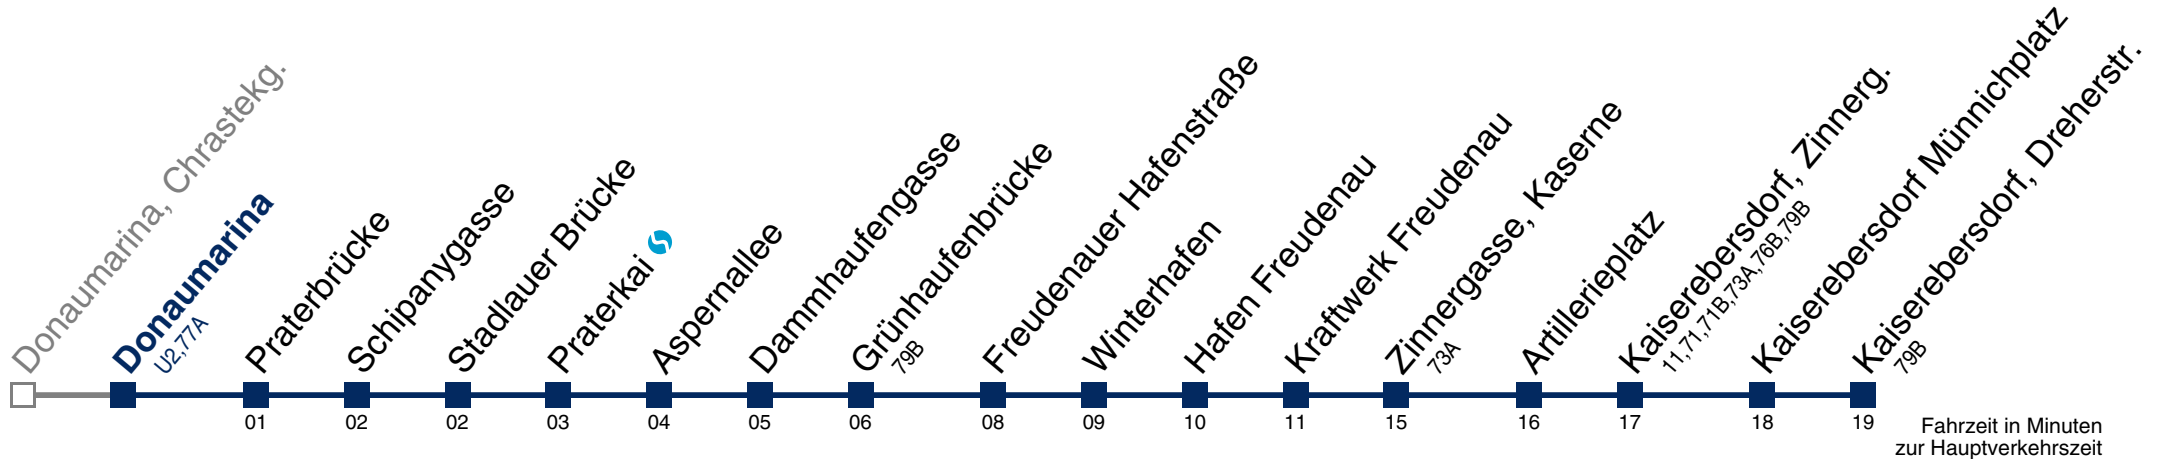 Donaumarina, Chrastekg.
Donaumarina
U2,77A
Praterbrücke
Schipanygasse
Stadlauer Brücke
Praterkai
Aspernallee
Dammhaufengasse
Grünhaufenbrücke
79B
Freudenauer Hafenstraße
Winterhafen
Hafen Freudenau
Kraftwerk Freudenau
Zinnergasse, Kaserne
73A
Artillerieplatz
Kaiserebersdorf, Zinnerg.
11,71,71B,73A,76B,79B
Kaiserebersdorf Münnichplatz
Kaiserebersdorf, Dreherstr.
79B
01 02 02 03 04 05 06 08 09 10 11 15 16 17 18 19
Fahrzeit in Minuten
zur Hauptverkehrszeit